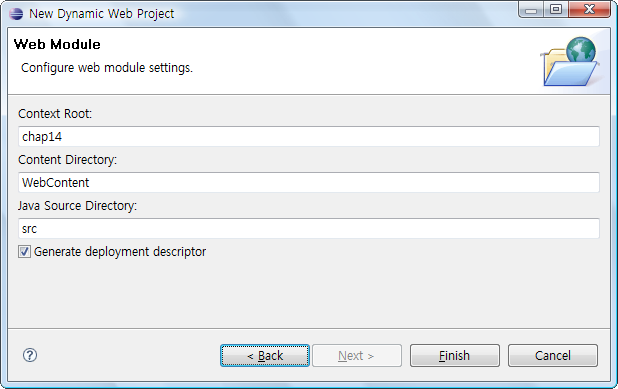 New Dynamic Web Project
Web Module
Configure web module settings.
Context Root:
chap14
Content Directory:
WebContent
Java Source Directory:
src
Generate deployment descriptor
< Back Next > Finish Cancel